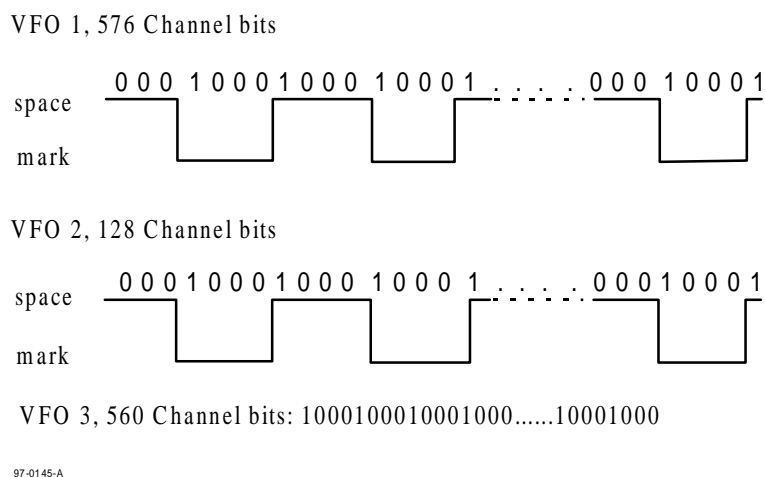 VFO 1, 576 Channel bits
0 0 0 1 0 0 0 1 0 0 0 1 0 0 0 1 . . . . 0 0 0 1 0 0 0 1
space
mark
VFO 2, 128 Channel bits
0 0 0 1 0 0 0 1 0 0 0 1 0 0 0 1 . . . . 0 0 0 1 0 0 0 1
space
mark
VFO 3, 560 Channel bits: 1000100010001000......10001000
97-0145-A